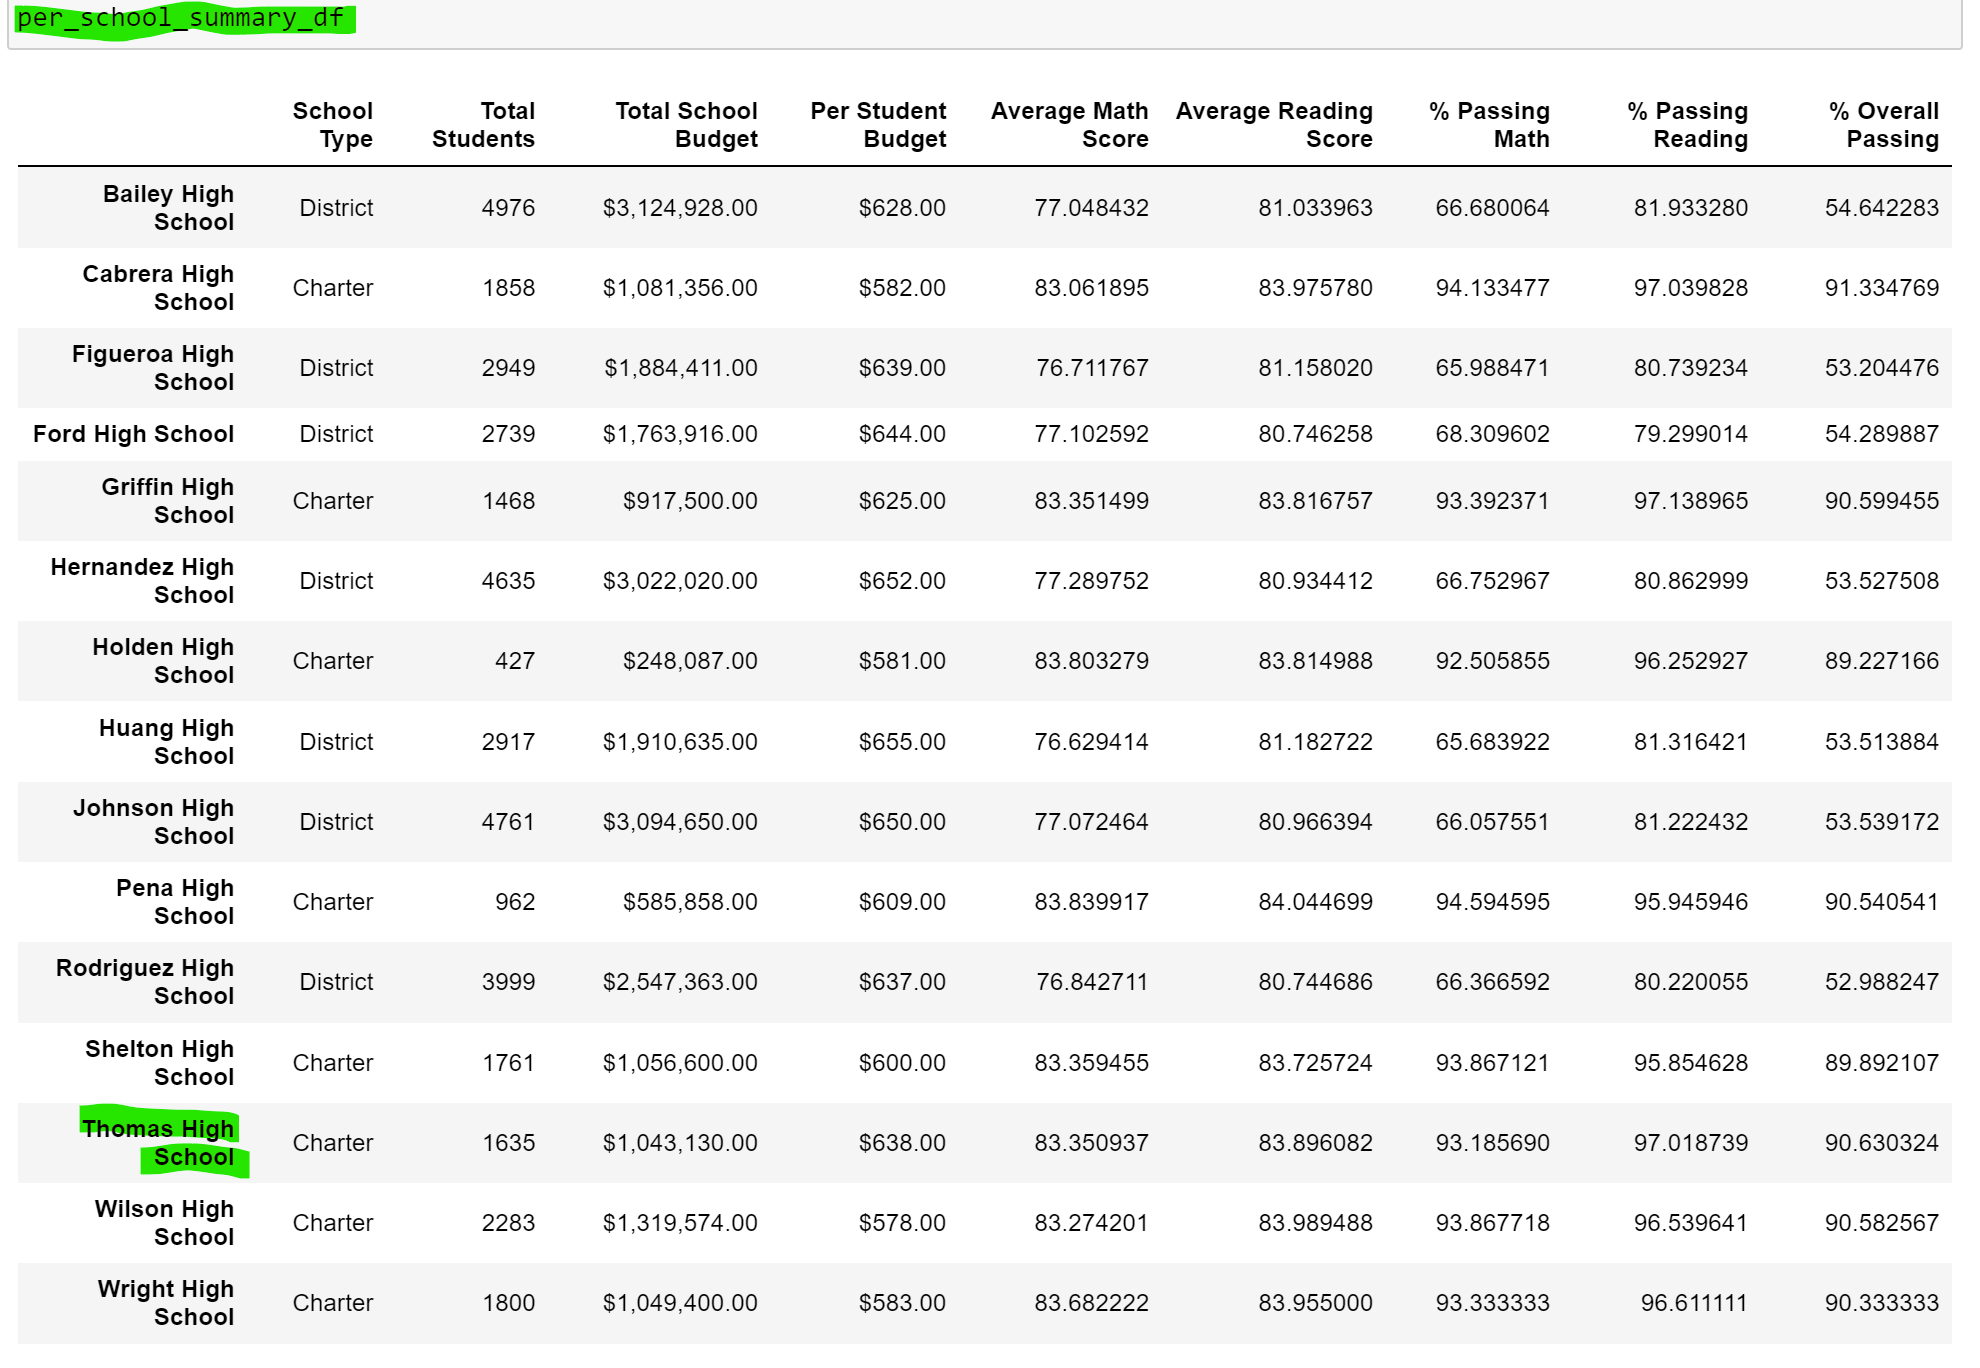 per_school_summary_df
School Type Total Students Total School Budget Per Student Budget Average Math Score Average Reading Score % Passing Math % Passing Reading % Overall Passing
Bailey High School District 4976 $3,124,928.00 $628.00 77.048432 81.033963 66.680064 81.933280 54.642283
Cabrera High School Charter 1858 $1,081,356.00 $582.00 83.061895 83.975780 94.133477 97.039828 91.334769
Figueroa High School District 2949 $1,884,411.00 $639.00 76.711767 81.158020 65.988471 80.739234 53.204476
Ford High School District 2739 $1,763,916.00 $644.00 77.102592 80.746258 68.309602 79.299014 54.289887
Griffin High School Charter 1468 $917,500.00 $625.00 83.351499 83.816757 93.392371 97.138965 90.599455
Hernandez High School District 4635 $3,022,020.00 $652.00 77.289752 80.934412 66.752967 80.862999 53.527508
Holden High School Charter 427 $248,087.00 $581.00 83.803279 83.814988 92.505855 96.252927 89.227166
Huang High School District 2917 $1,910,635.00 $655.00 76.629414 81.182722 65.683922 81.316421 53.513884
Johnson High School District 4761 $3,094,650.00 $650.00 77.072464 80.966394 66.057551 81.222432 53.539172
Pena High School Charter 962 $585,858.00 $609.00 83.839917 84.044699 94.594595 95.945946 90.540541
Rodriguez High School District 3999 $2,547,363.00 $637.00 76.842711 80.744686 66.366592 80.220055 52.988247
Shelton High School Charter 1761 $1,056,600.00 $600.00 83.359455 83.725724 93.867121 95.854628 89.892107
Thomas High School Charter 1635 $1,043,130.00 $638.00 83.350937 83.896082 93.185690 97.018739 90.630324
Wilson High School Charter 2283 $1,319,574.00 $578.00 83.274201 83.989488 93.867718 96.539641 90.582567
Wright High School Charter 1800 $1,049,400.00 $583.00 83.682222 83.955000 93.333333 96.611111 90.333333